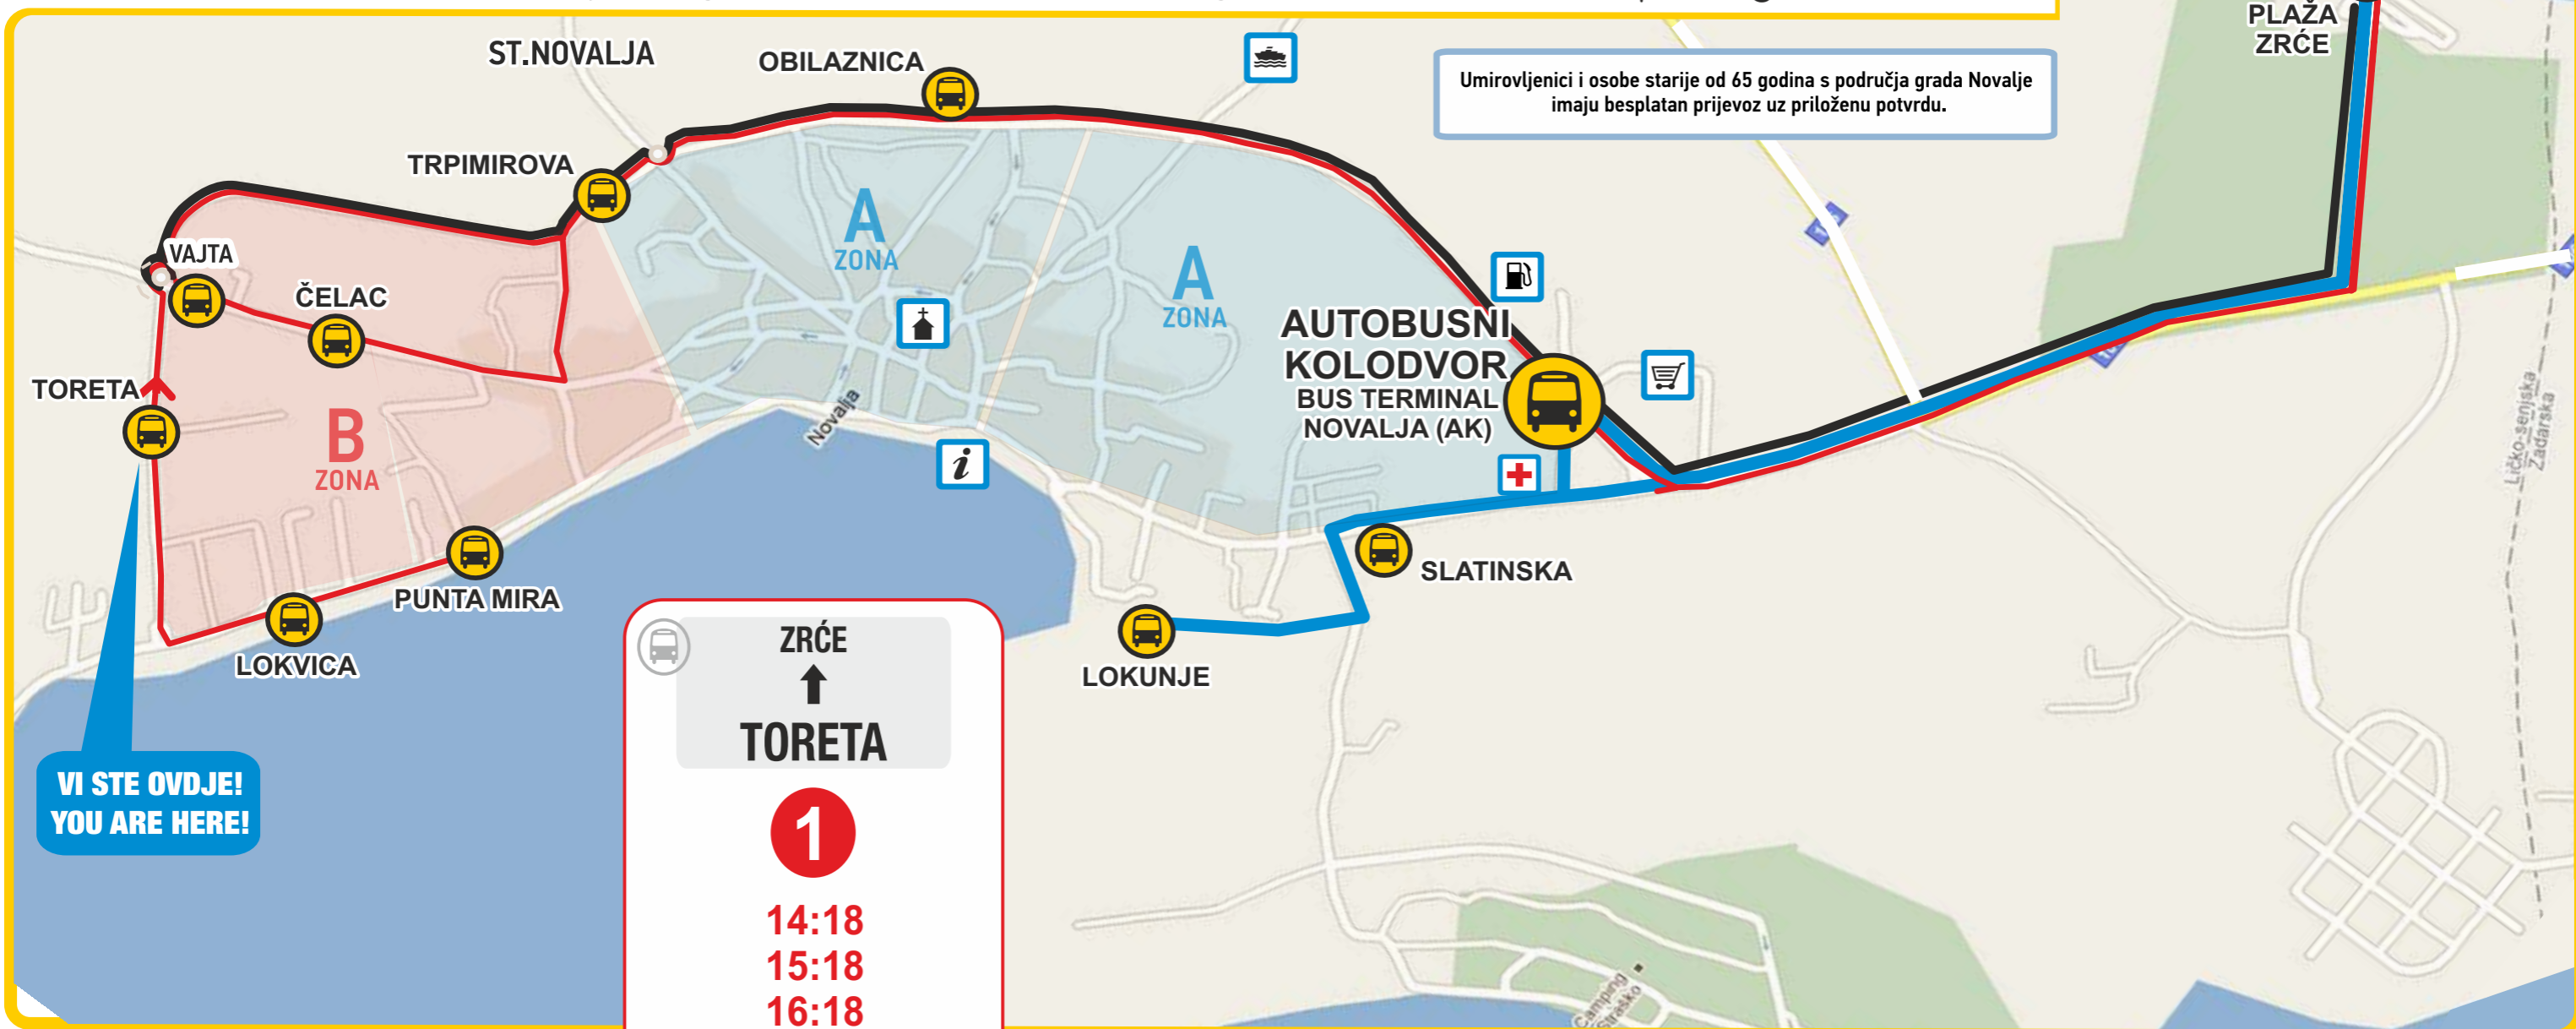 PLAŽA
ZRĆE
ST.NOVALJA
OBILAZNICA
Umirovljenici i osobe starije od 65 godina s područja grada Novalje
imaju besplatan prijevoz uz priloženu potvrdu.
TRPIMIROVA
A
ZONA
VAJTA
ČELAC
A
ZONA
AUTOBUSNI
KOLODVOR
BUS TERMINAL
NOVALJA (AK)
TORETA
B
ZONA
Novalja
i
Ličko-senjska
Zadarska
SLATINSKA
PUNTA MIRA
LOKVICA
LOKUNJE
ZRĆE
TORETA
1
14:18
15:18
16:18
VI STE OVDJE!
YOU ARE HERE!
Camping
Straško